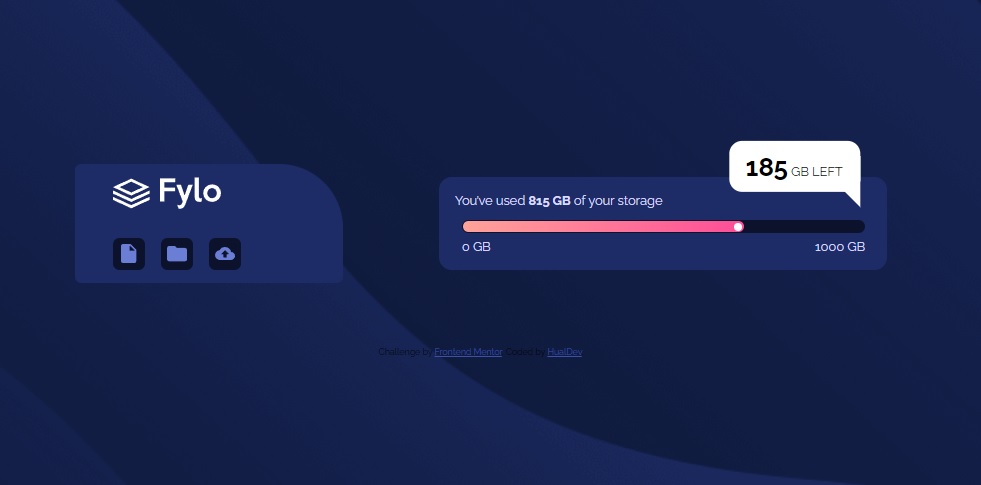 Fylo
185 GB LEFT
You've used 815 GB of your storage
0 GB
1000 GB
Challenge by Frontend Mentor. Coded by HualDev